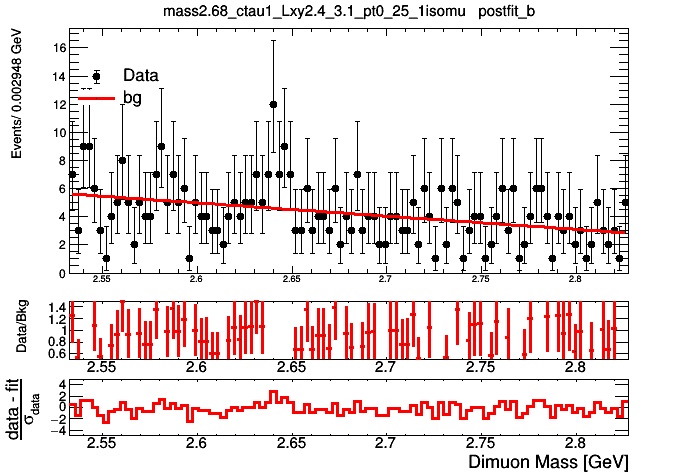 mass2.68_ctau1_Lxy2.4_3.1_pt0_25_1isomu postfit_b
Events/ 0.002948 GeV
16
14
12
10
8
6
4
2
0
Data
bg
2.55 2.6 2.65 2.7 2.75 2.8
Data/Bkg
1.4
1.2
1
0.8
0.6
2.55 2.6 2.65 2.7 2.75 2.8
data - fit
σdata
4
2
0
−2
−4
2.55 2.6 2.65 2.7 2.75 2.8
Dimuon Mass [GeV]